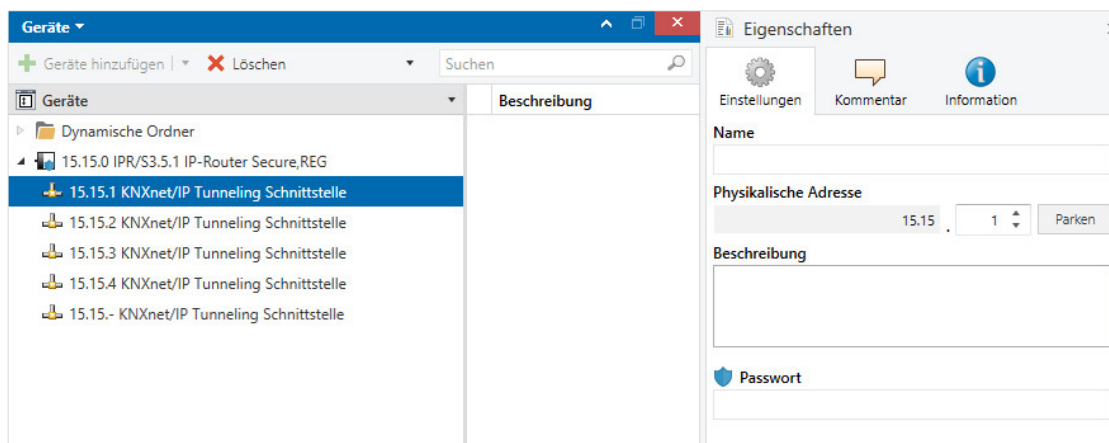 Geräte
Geräte hinzufügen
Löschen
Suchen
Geräte
Beschreibung
Dynamische Ordner
15.15.0 IPR/S3.5.1 IP-Router Secure,REG
15.15.1 KNXnet/IP Tunneling Schnittstelle
15.15.2 KNXnet/IP Tunneling Schnittstelle
15.15.3 KNXnet/IP Tunneling Schnittstelle
15.15.4 KNXnet/IP Tunneling Schnittstelle
15.15.- KNXnet/IP Tunneling Schnittstelle
Eigenschaften
Einstellungen
Kommentar
Information
Name
Physikalische Adresse
15.15 . 1 Parken
Beschreibung
Passwort